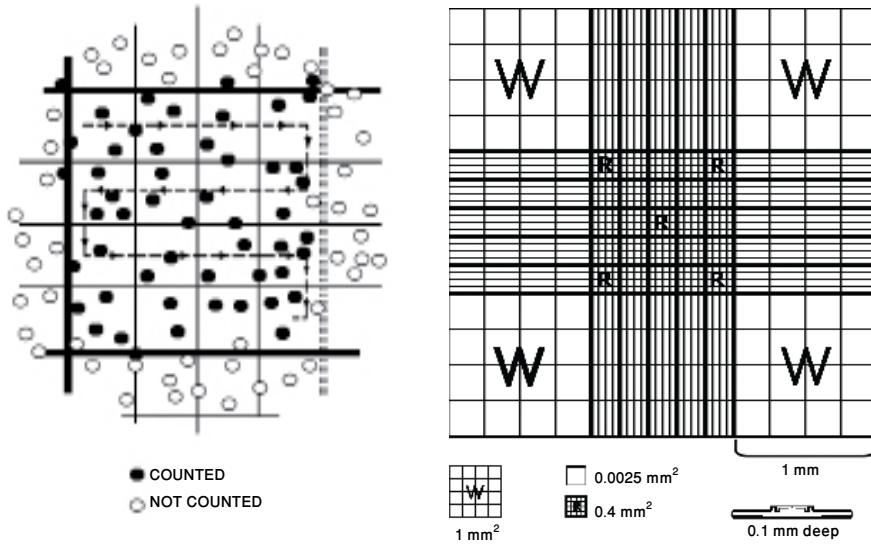 W W
R R
R
R R
W W
COUNTED
NOT COUNTED
1 mm
W
0.0025 mm²
R
0.4 mm²
1 mm²
0.1 mm deep